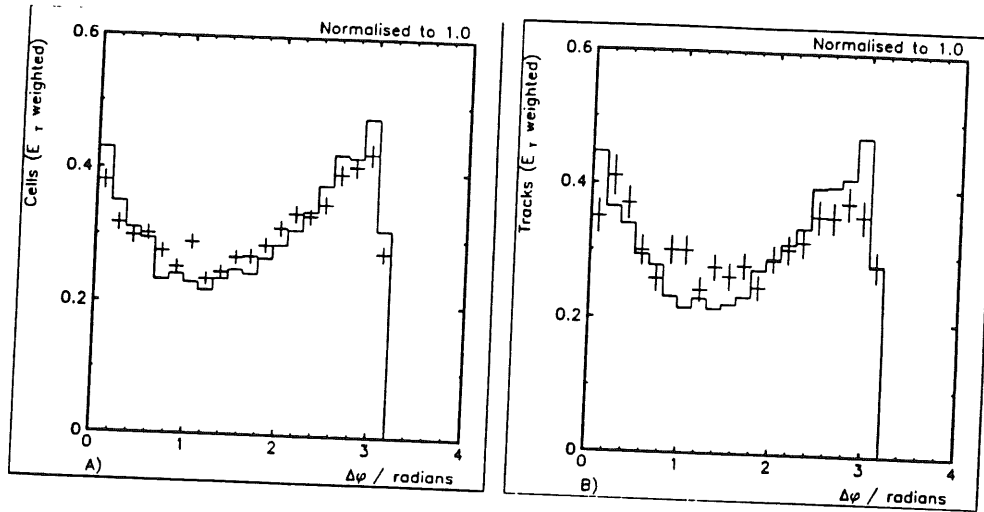 Normalised to 1.0
0.6
Cells (E T weighted)
0.4
0.2
0
0 1 2 3 4
A) Δφ / radians
Normalised to 1.0
0.6
Tracks (E T weighted)
0.4
0.2
0
0 1 2 3 4
B) Δφ / radians